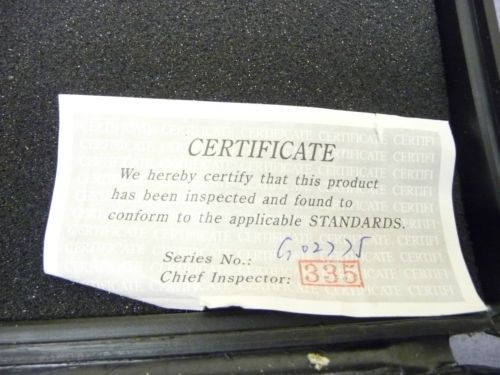 CERTIFICATE
We hereby certify that this product
has been inspected and found to
conform to the applicable STANDARDS.
Series No.: G02335
Chief Inspector: 335